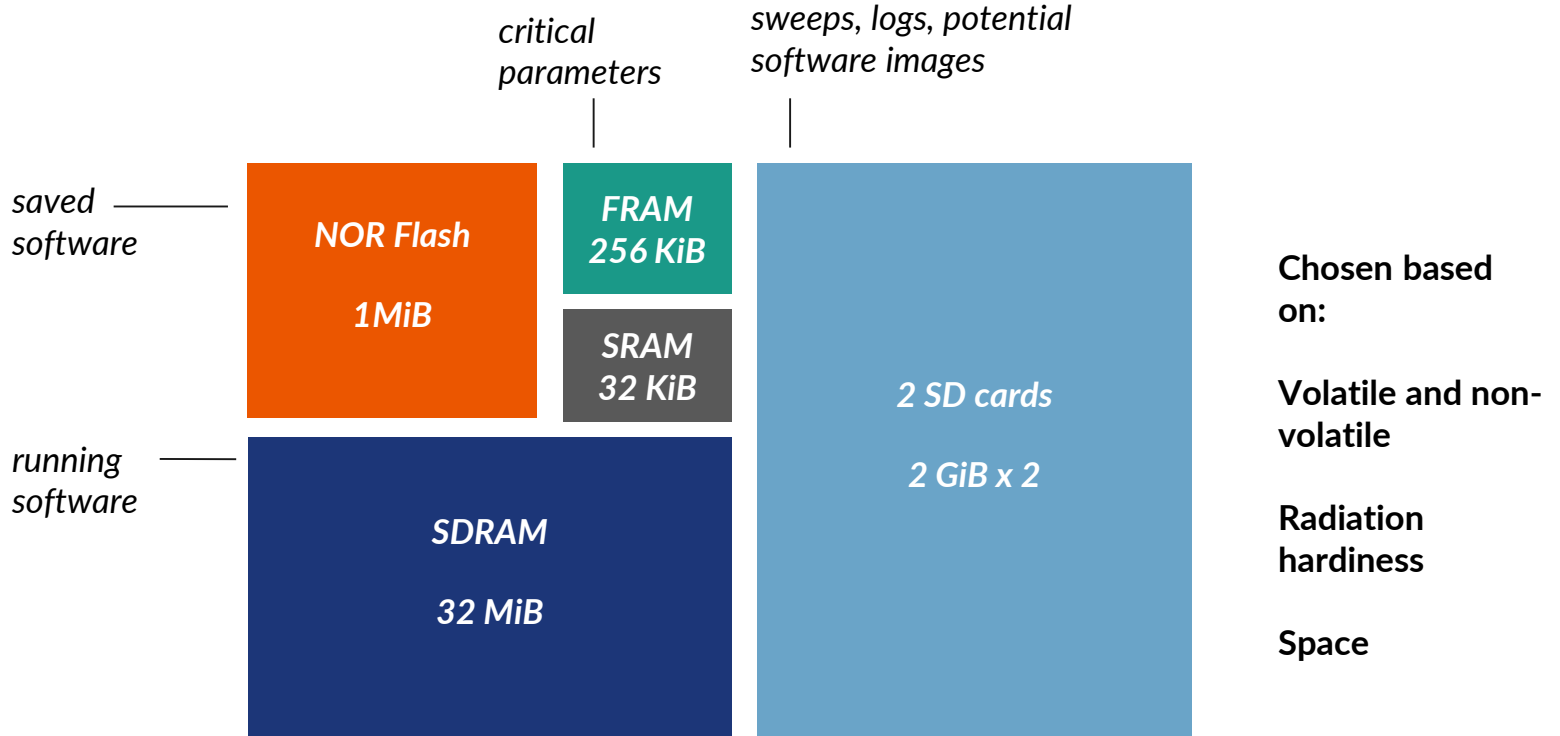 critical
parameters
sweeps, logs, potential
software images
saved
software
NOR Flash
1MiB
FRAM
256 KiB
SRAM
32 KiB
running
software
SDRAM
32 MiB
2 SD cards
2 GiB x 2
Chosen based
on:
Volatile and non-
volatile
Radiation
hardiness
Space